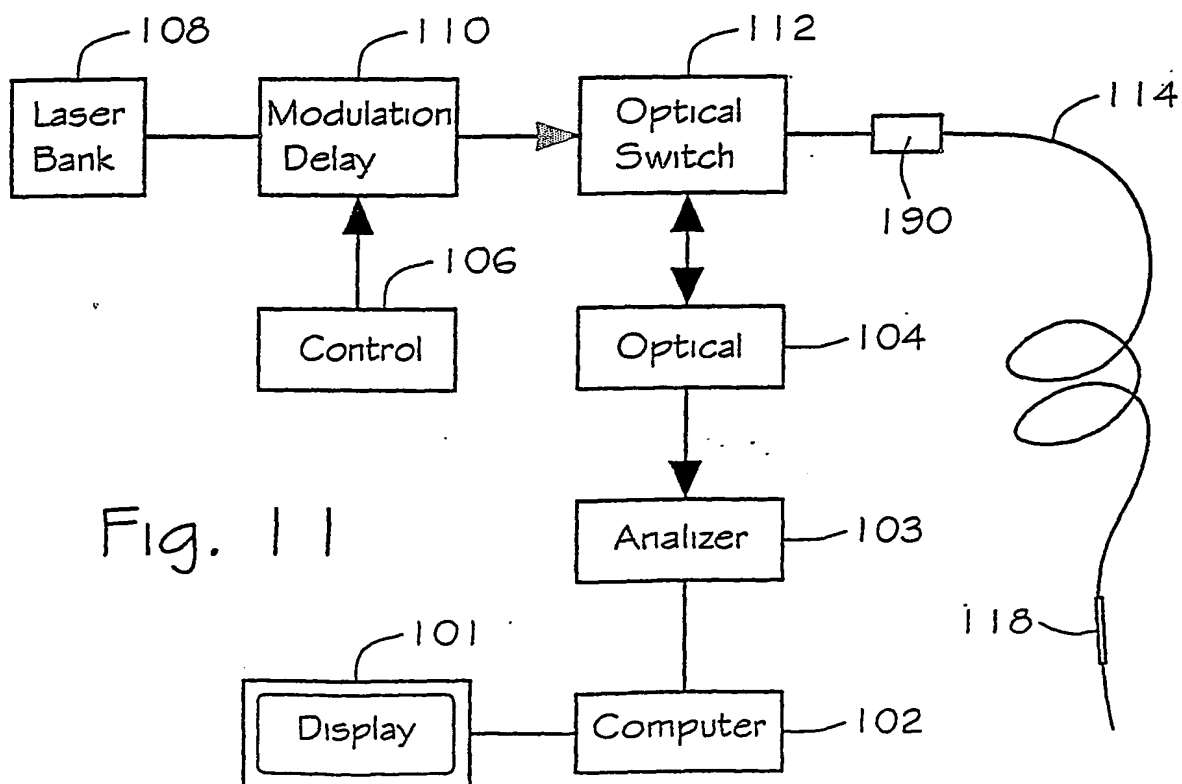 108
110
112
114
Laser
Bank
Modulation
Delay
Optical
Switch
190
106
Control
Optical
104
Fig. 11
Analizer
103
118
101
Display
Computer
102